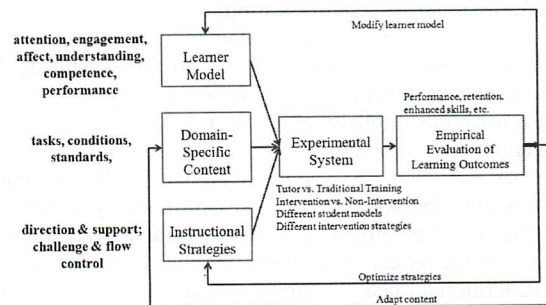 Modify learner model
attention, engagement,
affect, understanding,
competence,
performance
Learner
Model
tasks, conditions,
standards,
Domain-
Specific
Content
Experimental
System
Performance, retention,
enhanced skills, etc.
Empirical
Evaluation of
Learning Outcomes
Tutor vs. Traditional Training
Intervention vs. Non-Intervention
Different student models
Different intervention strategies
direction & support;
challenge & flow
control
Instructional
Strategies
Optimize strategies
Adapt content